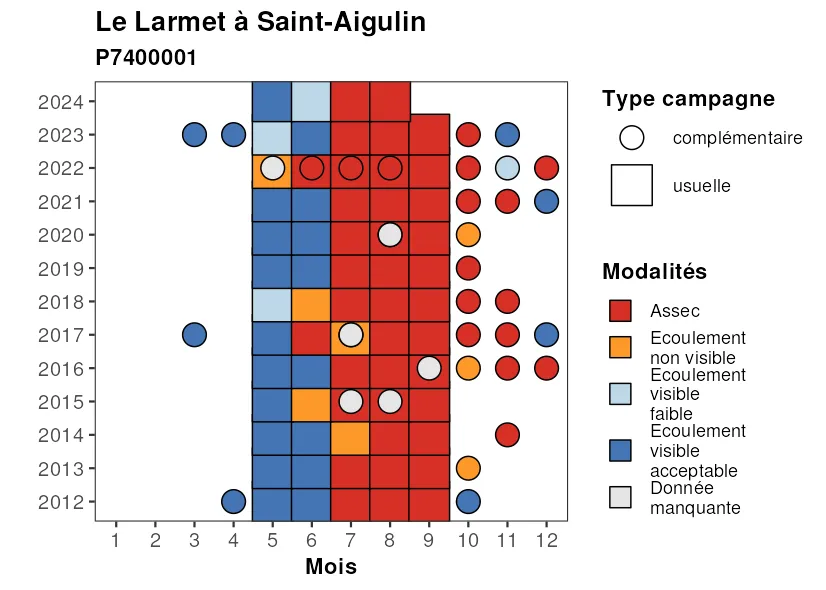 Le Larmet à Saint-Aigulin
P7400001
2024
2023
2022
2021
2020
2019
2018
2017
2016
2015
2014
2013
2012
1 2 3 4 5 6 7 8 9 10 11 12
Mois
Type campagne
complémentaire
usuelle
Modalités
Assec
Ecoulement
non visible
Ecoulement
visible
faible
Ecoulement
visible
acceptable
Donnée
manquante